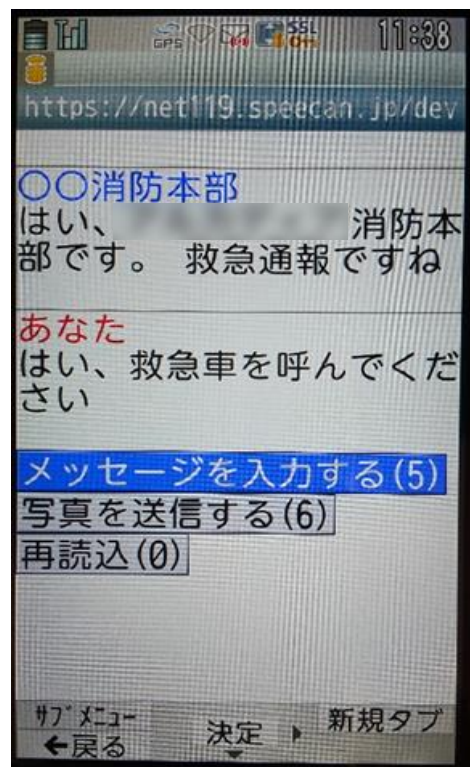 GPS SSL 11:38
https://net119.speecan.jp/dev
〇〇消防本部
はい、 消防本
部です。 救急通報ですね
あなた
はい、救急車を呼んでくだ
さい
メッセージを入力する(5)
写真を送信する(6)
再読込(0)
サブメニュー 新規タブ
←戻る 決定